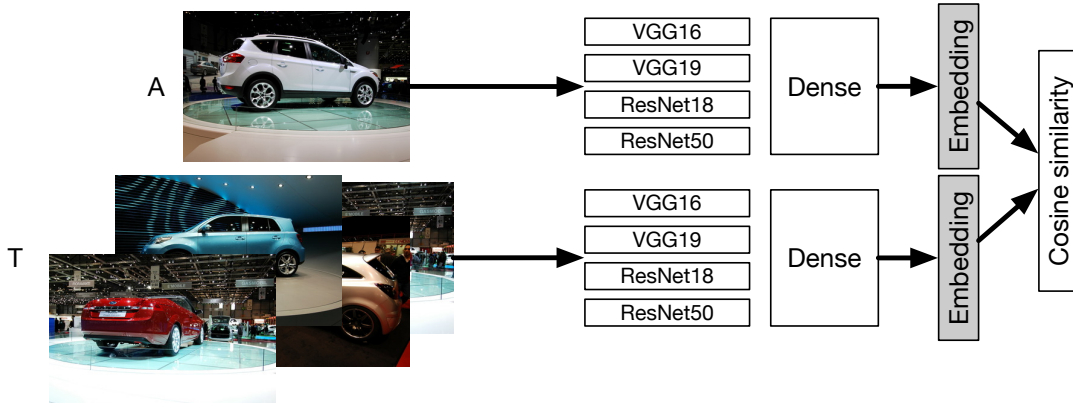 A
VGG16
VGG19
ResNet18
ResNet50
Dense
Embedding
T
VGG16
VGG19
ResNet18
ResNet50
Dense
Embedding
Cosine similarity